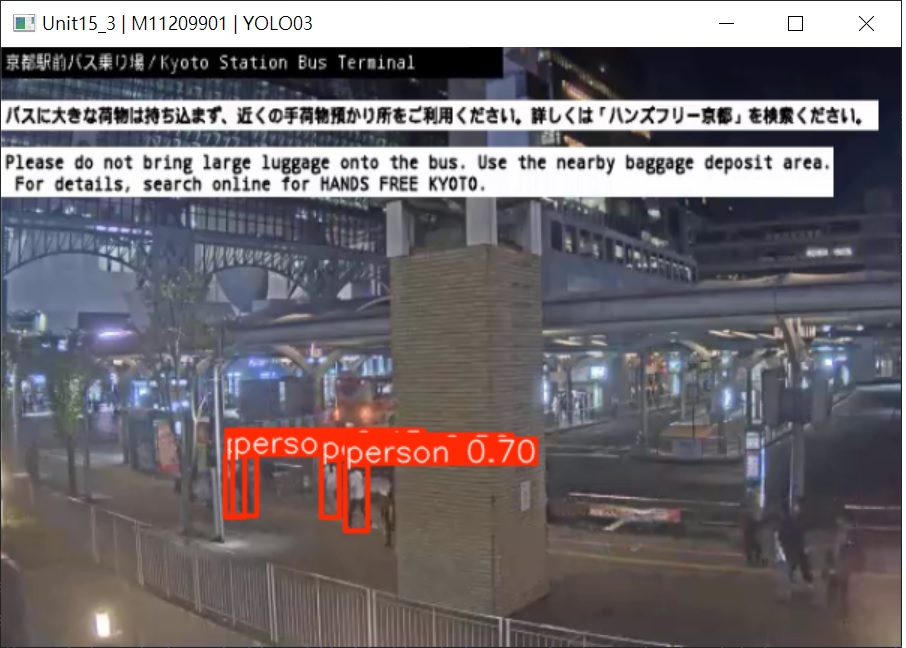 Unit15_3 | M11209901 | YOLO03
京都駅前バス乗り場/Kyoto Station Bus Terminal
バスに大きな荷物は持ち込まず、近くの手荷物預かり所をご利用ください。詳しくは「ハンズフリー京都」を検索ください。
Please do not bring large luggage onto the bus. Use the nearby baggage deposit area.
For details, search online for HANDS FREE KYOTO.
perso
person 0.70